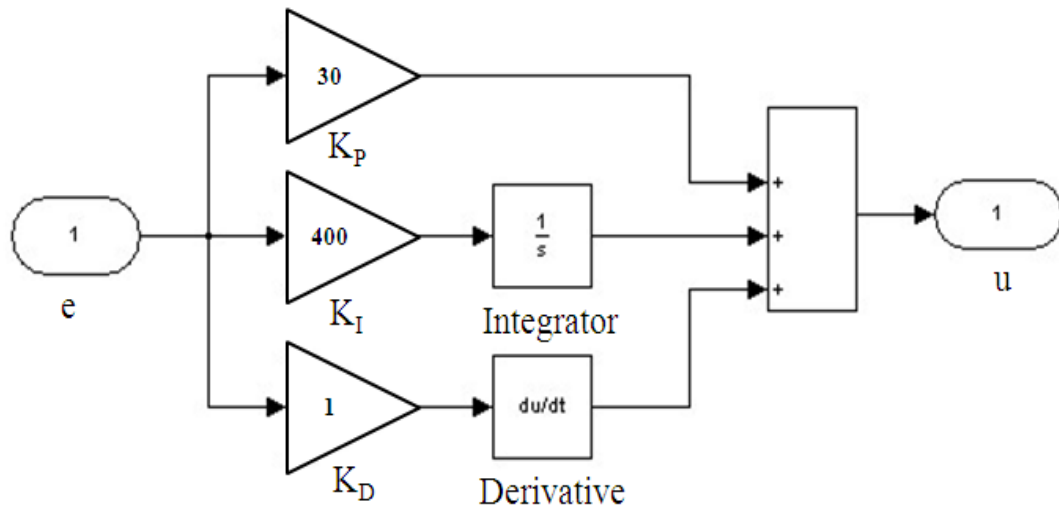 30
K_P
1
e
400
K_I
1
s
Integrator
1
K_D
du/dt
Derivative
+
+
+
1
u